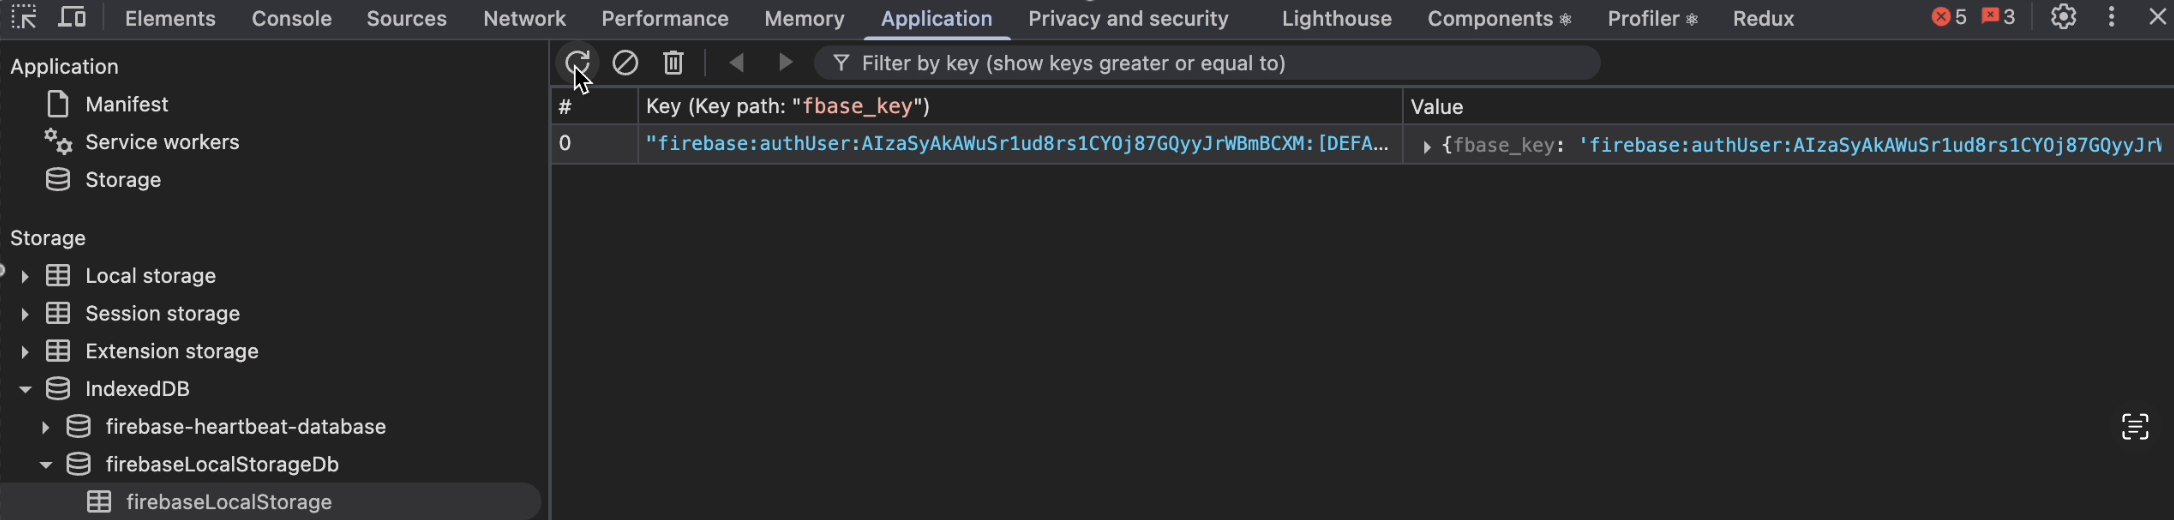 Elements Console Sources Network Performance Memory Application Privacy and security Lighthouse Components Profiler Redux 5 3
Application
Manifest
Service workers
Storage
Storage
Local storage
Session storage
Extension storage
IndexedDB
firebase-heartbeat-database
firebaseLocalStorageDb
firebaseLocalStorage
Filter by key (show keys greater or equal to)
# Key (Key path: "fbase_key") Value
0 "firebase:authUser:AIzaSyAkAWuSr1ud8rs1CYOj87GQyyJrWBmBCXM:[DEFA... {fbase_key: 'firebase:authUser:AIzaSyAkAWuSr1ud8rs1CYOj87GQyyJrW